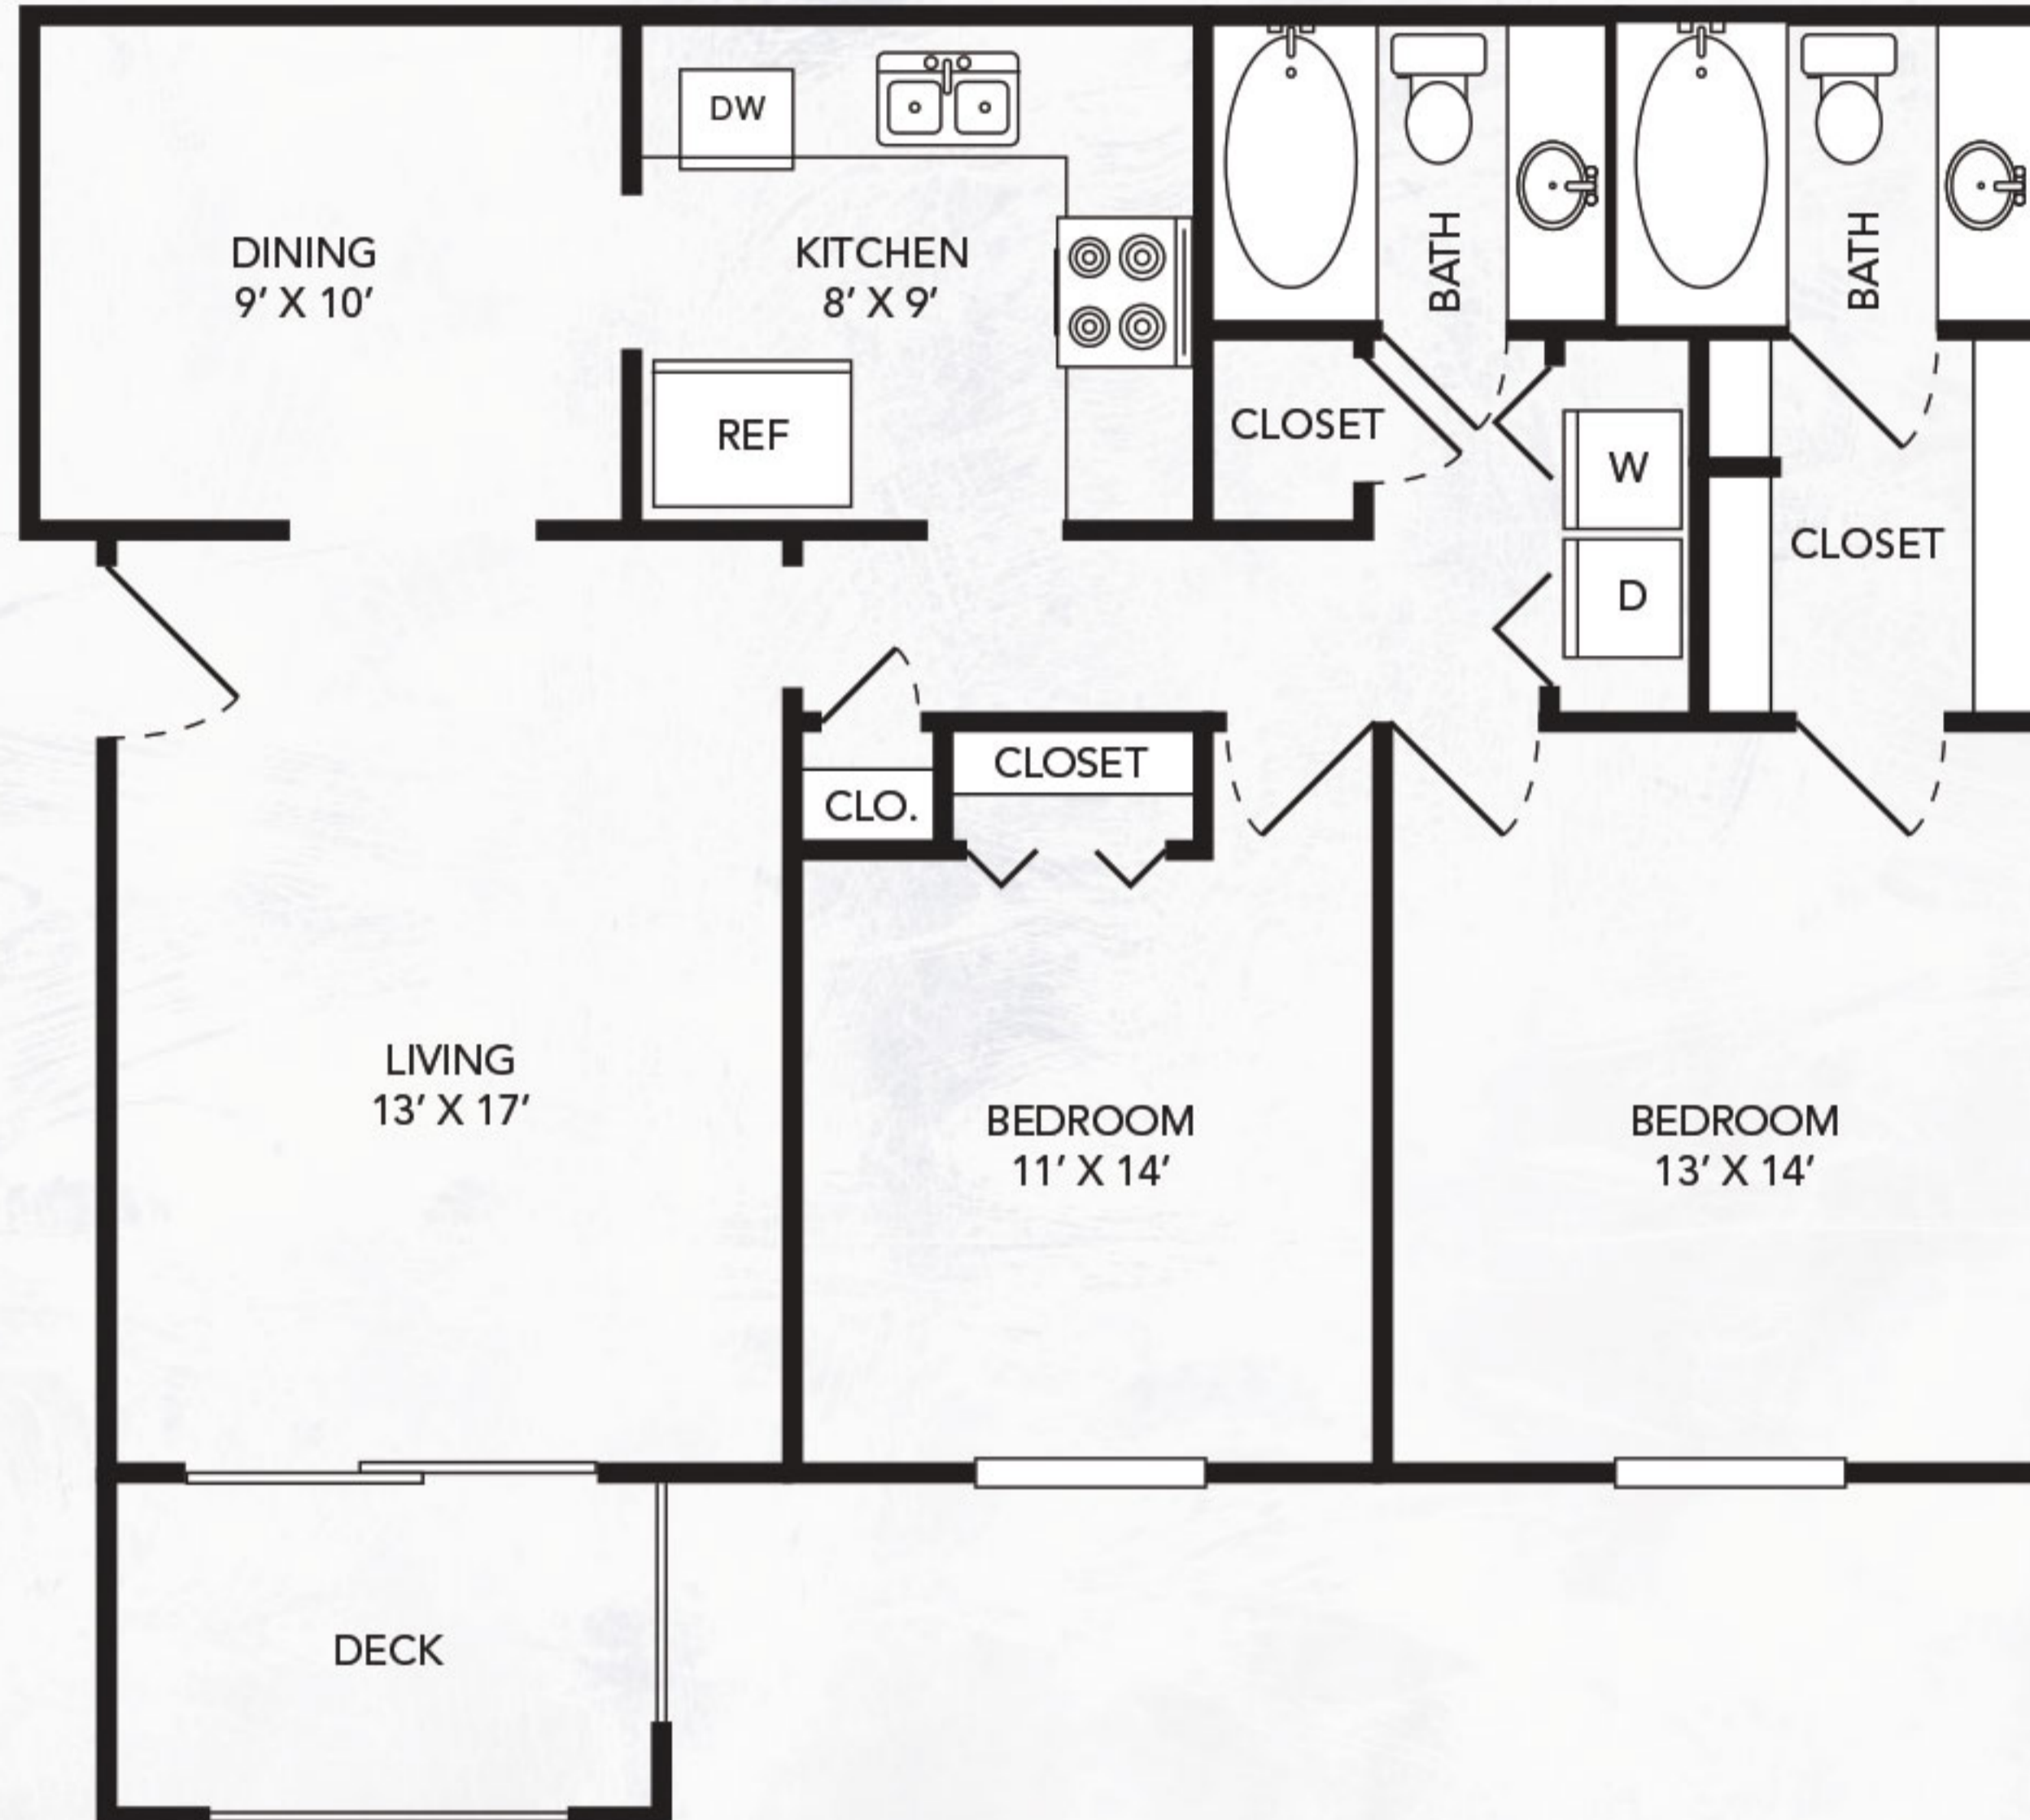 DW
DINING
9' X 10'
KITCHEN
8' X 9'
BATH
BATH
REF
CLOSET
W
CLOSET
D
CLOSET
CLO.
LIVING
13' X 17'
BEDROOM
11' X 14'
BEDROOM
13' X 14'
DECK